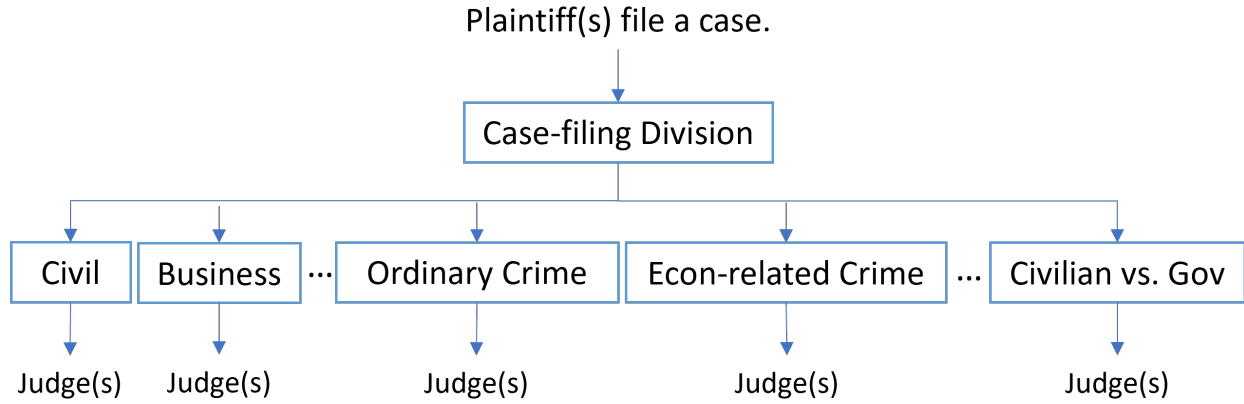 Plaintiff(s) file a case.
Case-filing Division
Civil
Business
...
Ordinary Crime
Econ-related Crime
...
Civilian vs. Gov
Judge(s)
Judge(s)
Judge(s)
Judge(s)
Judge(s)